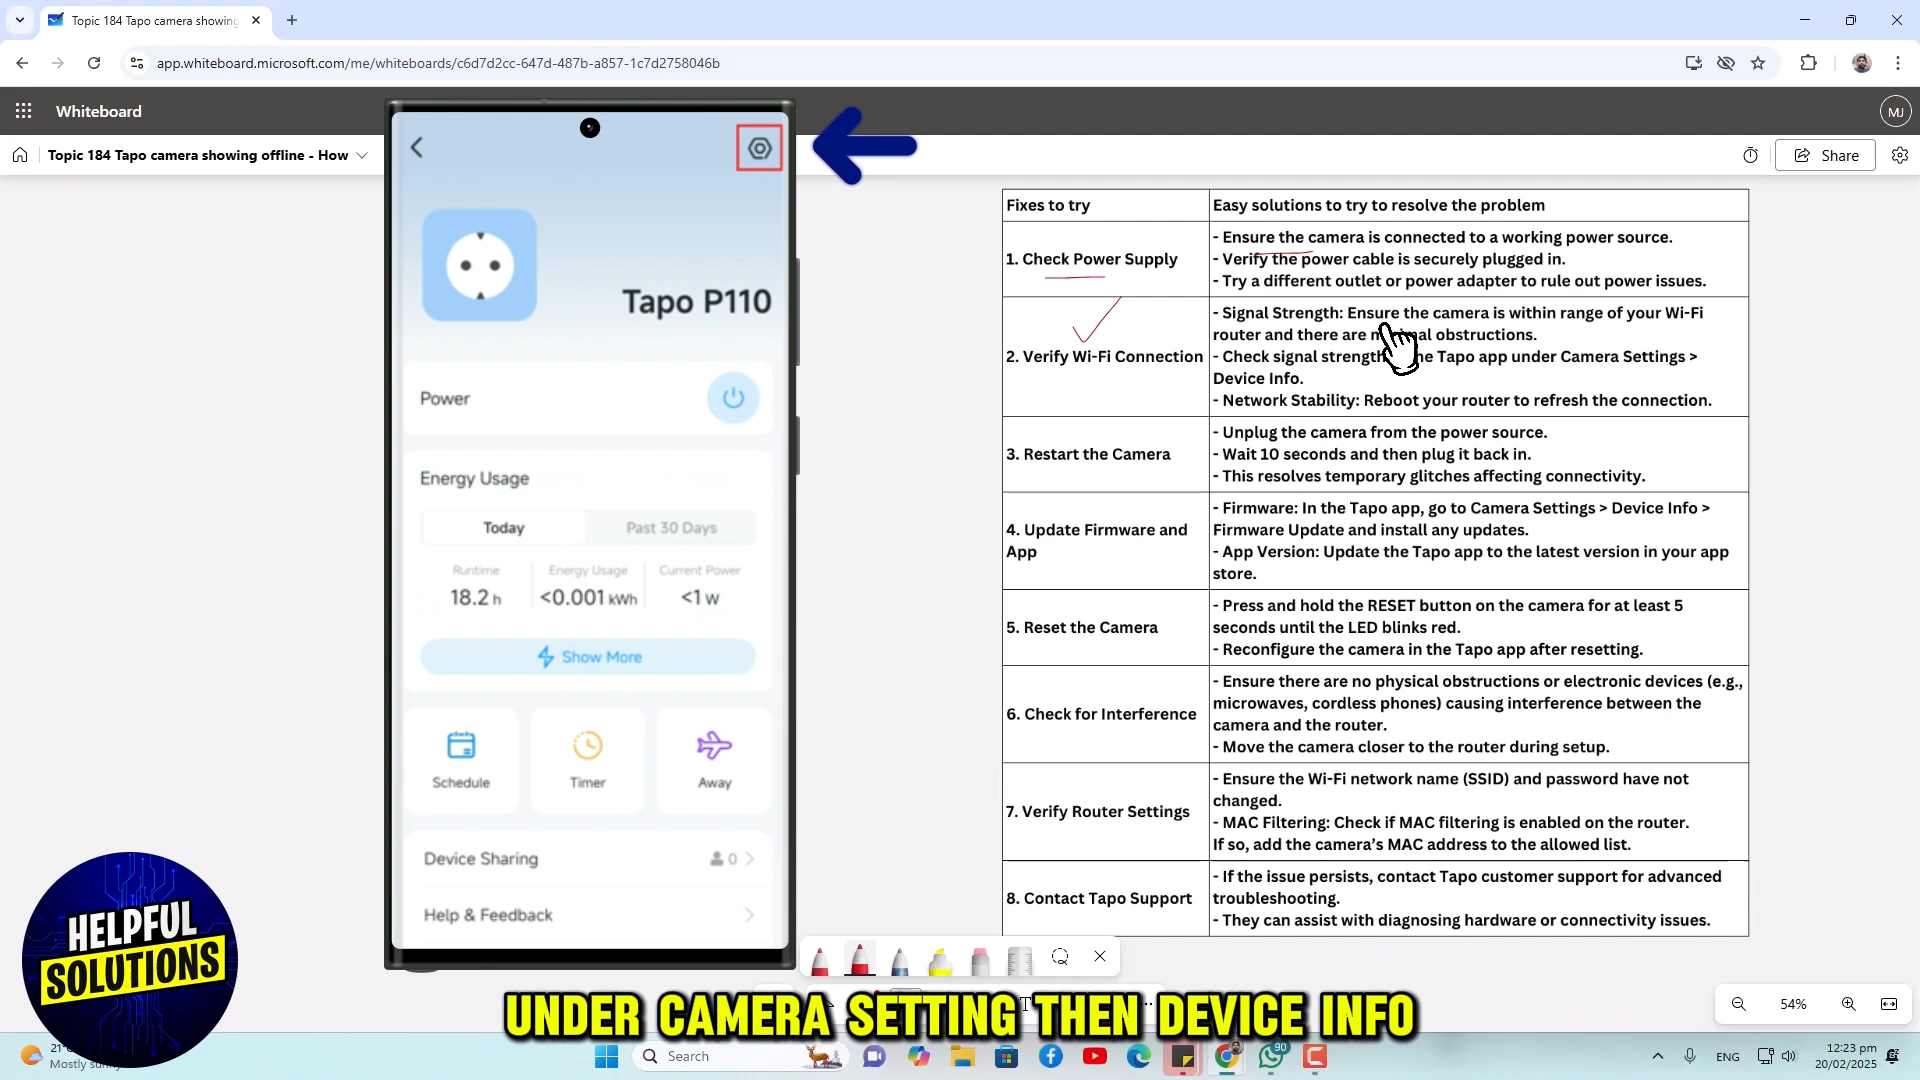 Topic 184 Tapo camera showing
app.whiteboard.microsoft.com/me/whiteboards/c6d7d2cc-647d-487b-a857-1c7d2758046b
Whiteboard
MJ
Topic 184 Tapo camera showing offline - How
Share
Tapo P110
Power
Energy Usage
Today
Past 30 Days
Runtime
Energy Usage
Current Power
18.2 h
<0.001 kWh
<1 W
Show More
Schedule
Timer
Away
Device Sharing
0
Help & Feedback
Fixes to try
Easy solutions to try to resolve the problem
1. Check Power Supply
- Ensure the camera is connected to a working power source.
- Verify the power cable is securely plugged in.
- Try a different outlet or power adapter to rule out power issues.
2. Verify Wi-Fi Connection
- Signal Strength: Ensure the camera is within range of your Wi-Fi
router and there are obstructions.
- Check signal strength Tapo app under Camera Settings >
Device Info.
- Network Stability: Reboot your router to refresh the connection.
3. Restart the Camera
- Unplug the camera from the power source.
- Wait 10 seconds and then plug it back in.
- This resolves temporary glitches affecting connectivity.
4. Update Firmware and
App
- Firmware: In the Tapo app, go to Camera Settings > Device Info >
Firmware Update and install any updates.
- App Version: Update the Tapo app to the latest version in your app
store.
5. Reset the Camera
- Press and hold the RESET button on the camera for at least 5
seconds until the LED blinks red.
- Reconfigure the camera in the Tapo app after resetting.
6. Check for Interference
- Ensure there are no physical obstructions or electronic devices (e.g.,
microwaves, cordless phones) causing interference between the
camera and the router.
- Move the camera closer to the router during setup.
7. Verify Router Settings
- Ensure the Wi-Fi network name (SSID) and password have not
changed.
- MAC Filtering: Check if MAC filtering is enabled on the router.
If so, add the camera's MAC address to the allowed list.
8. Contact Tapo Support
- If the issue persists, contact Tapo customer support for advanced
troubleshooting.
- They can assist with diagnosing hardware or connectivity issues.
HELPFUL
SOLUTIONS
UNDER CAMERA SETTING THEN DEVICE INFO
54%
Mostly
Search
90
ENG
12:23 pm
20/02/2025